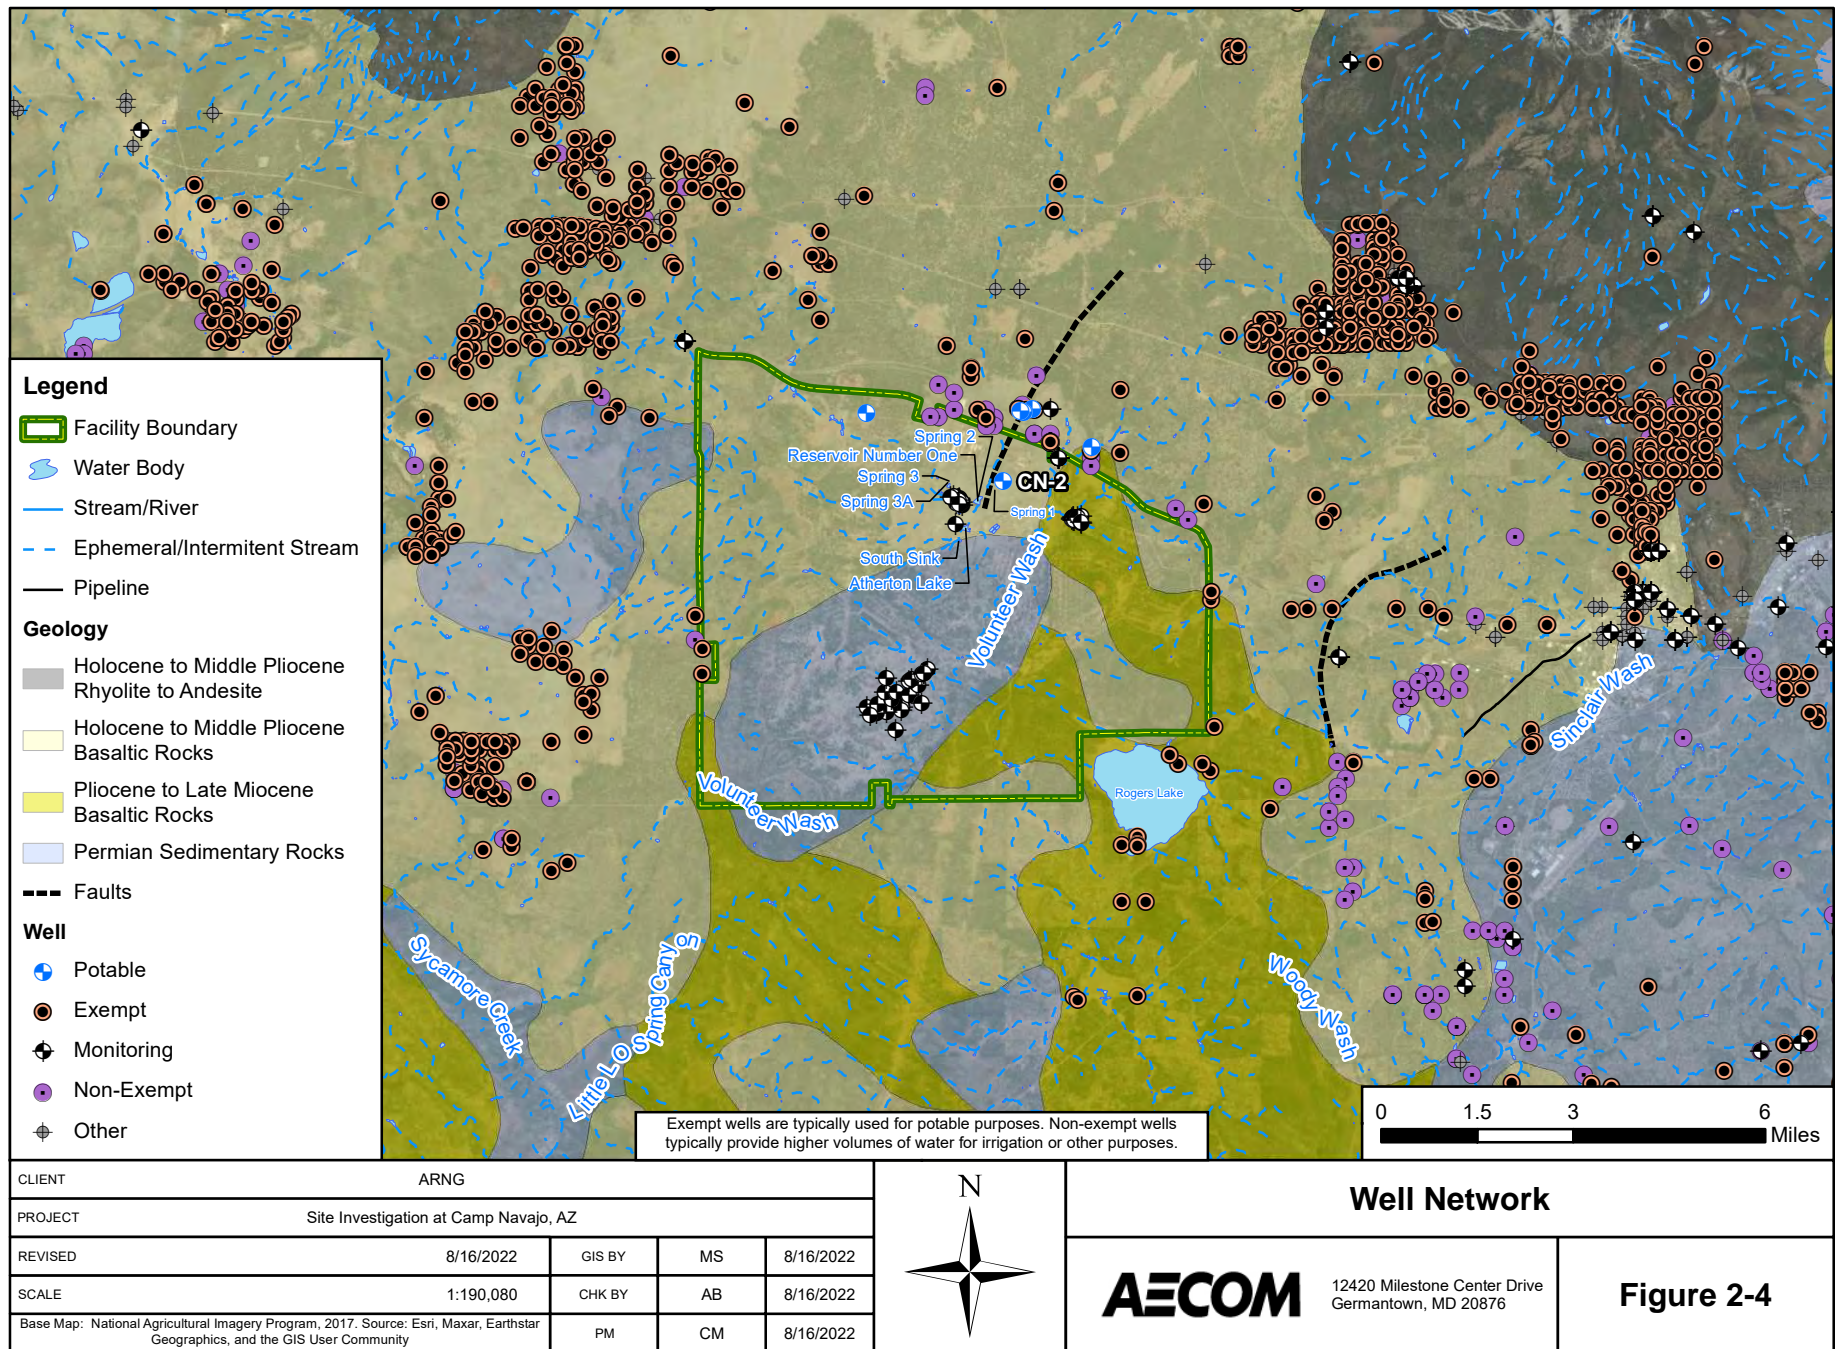 Spring 2
Reservoir Number One
Spring 3
CN-2
Spring 3A
Spring 1
South Sink
Atherton Lake
Volunteer Wash
Sinclair Wash
Volunteer Wash
Rogers Lake
Sycamore Creek
Little L O Spring Canyon
Woody Wash
Legend
Facility Boundary
Water Body
Stream/River
Ephemeral/Intermitent Stream
Pipeline
Geology
Holocene to Middle Pliocene
Rhyolite to Andesite
Holocene to Middle Pliocene
Basaltic Rocks
Pliocene to Late Miocene
Basaltic Rocks
Permian Sedimentary Rocks
Faults
Well
Potable
Exempt
Monitoring
Non-Exempt
Other
Exempt wells are typically used for potable purposes. Non-exempt wells
typically provide higher volumes of water for irrigation or other purposes.
0 1.5 3 6
Miles
CLIENT ARNG
PROJECT Site Investigation at Camp Navajo, AZ
REVISED 8/16/2022 GIS BY MS 8/16/2022
SCALE 1:190,080 CHK BY AB 8/16/2022
Base Map: National Agricultural Imagery Program, 2017. Source: Esri, Maxar, Earthstar
Geographics, and the GIS User Community
PM CM 8/16/2022
N
Well Network
AECOM
12420 Milestone Center Drive
Germantown, MD 20876
Figure 2-4